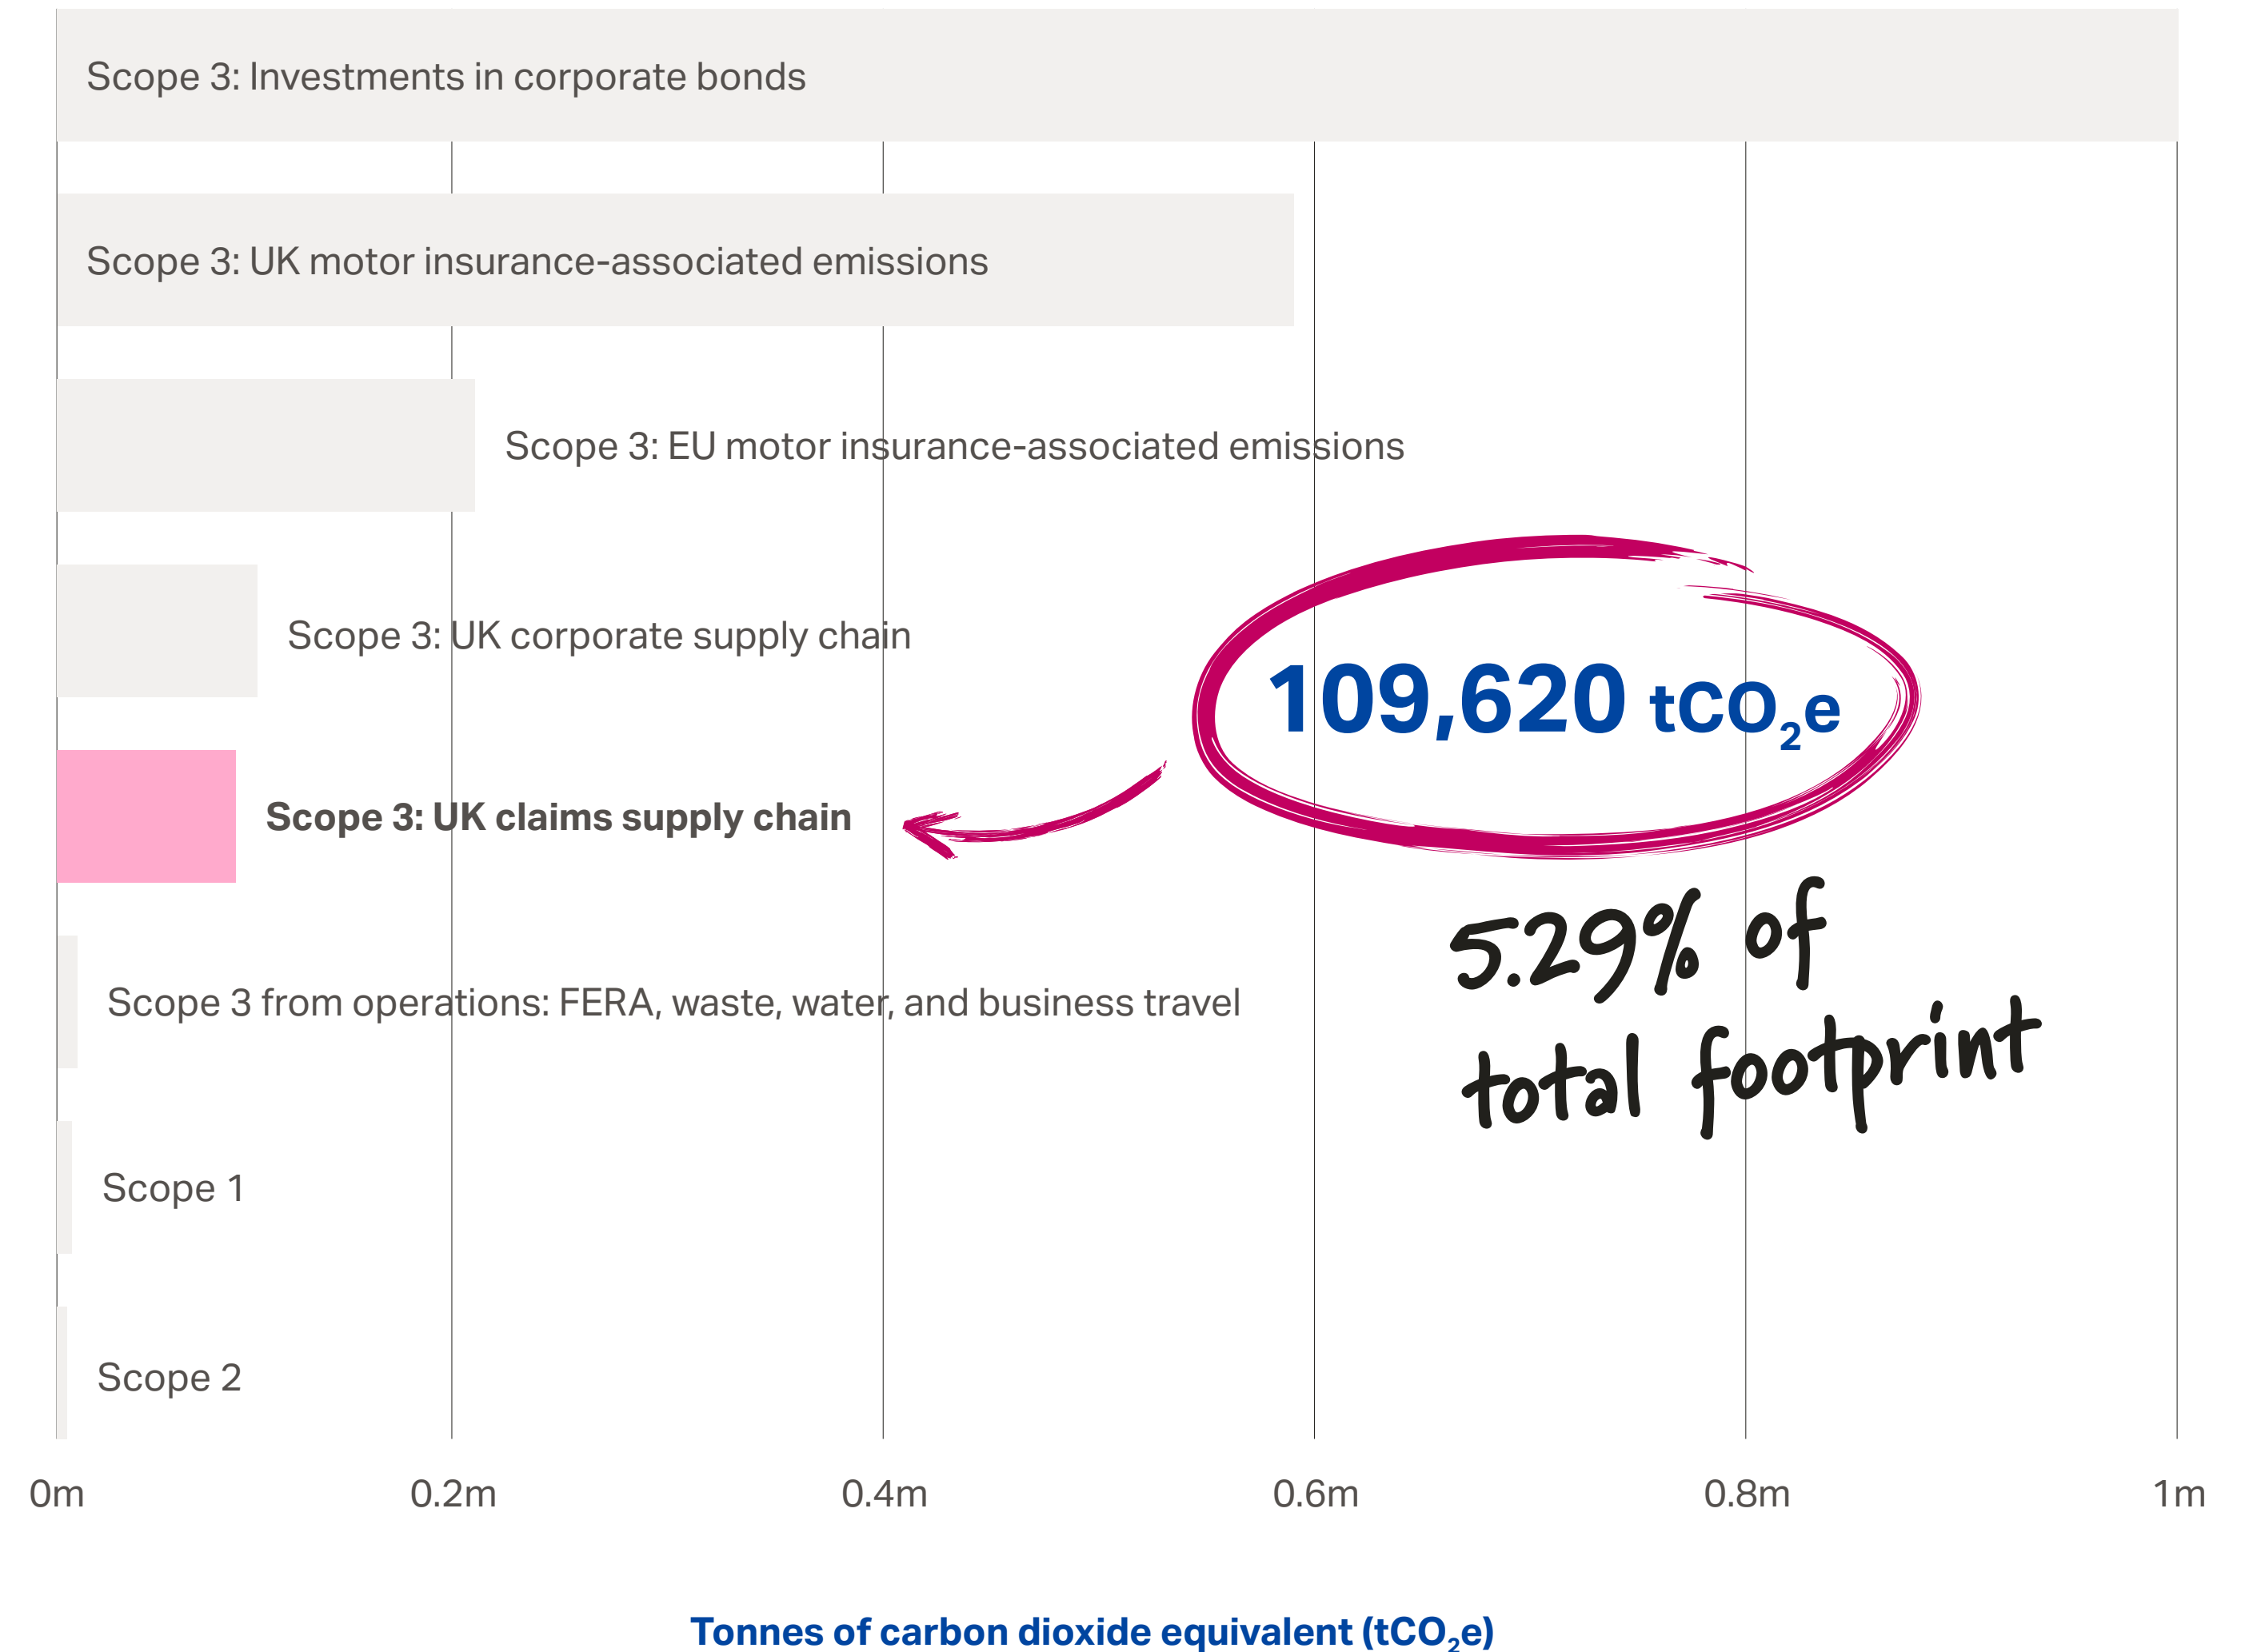 Scope 3: Investments in corporate bonds
Scope 3: UK motor insurance-associated emissions
Scope 3: EU motor insurance-associated emissions
Scope 3: UK corporate supply chain
109,620 tCO₂e
Scope 3: UK claims supply chain
5.29% of
total footprint
Scope 3 from operations: FERA, waste, water, and business travel
Scope 1
Scope 2
0m 0.2m 0.4m 0.6m 0.8m 1m
Tonnes of carbon dioxide equivalent (tCO₂e)